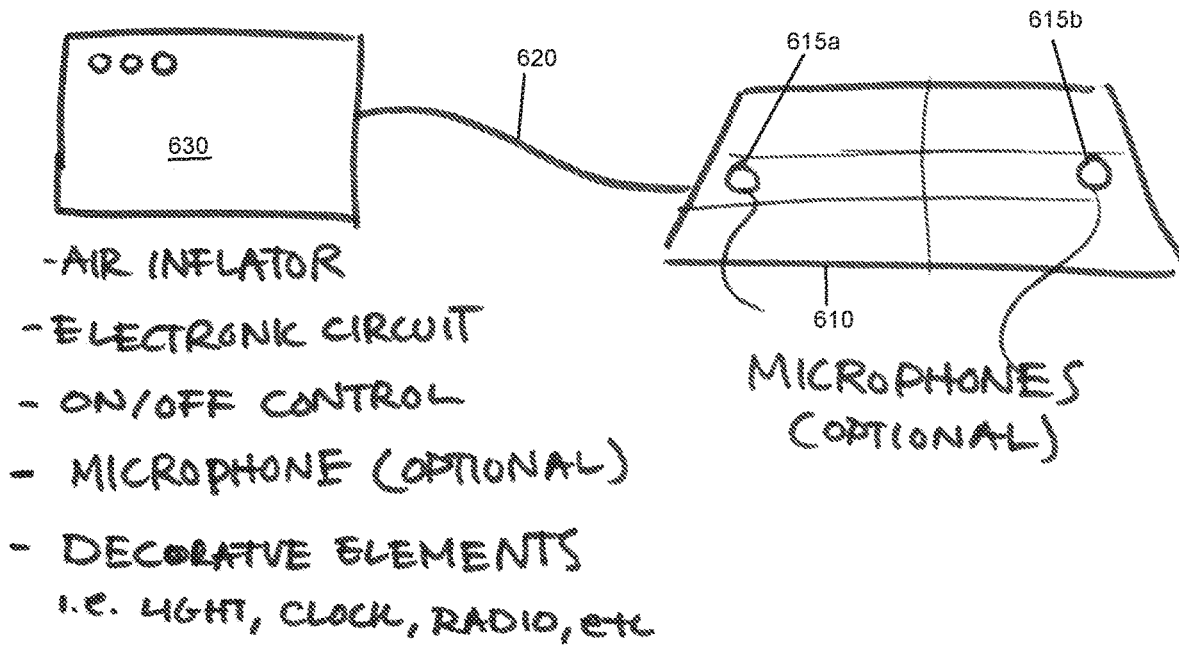 615b
615a
620
630
610
-AIR INFLATOR
-ELECTRONIC CIRCUIT
- ON/OFF CONTROL
- MICROPHONE (OPTIONAL)
- DECORATVE ELEMENTS
i.e. LIGHT, CLOCK, RADIO, etc
MICROPHONES
(OPTIONAL)